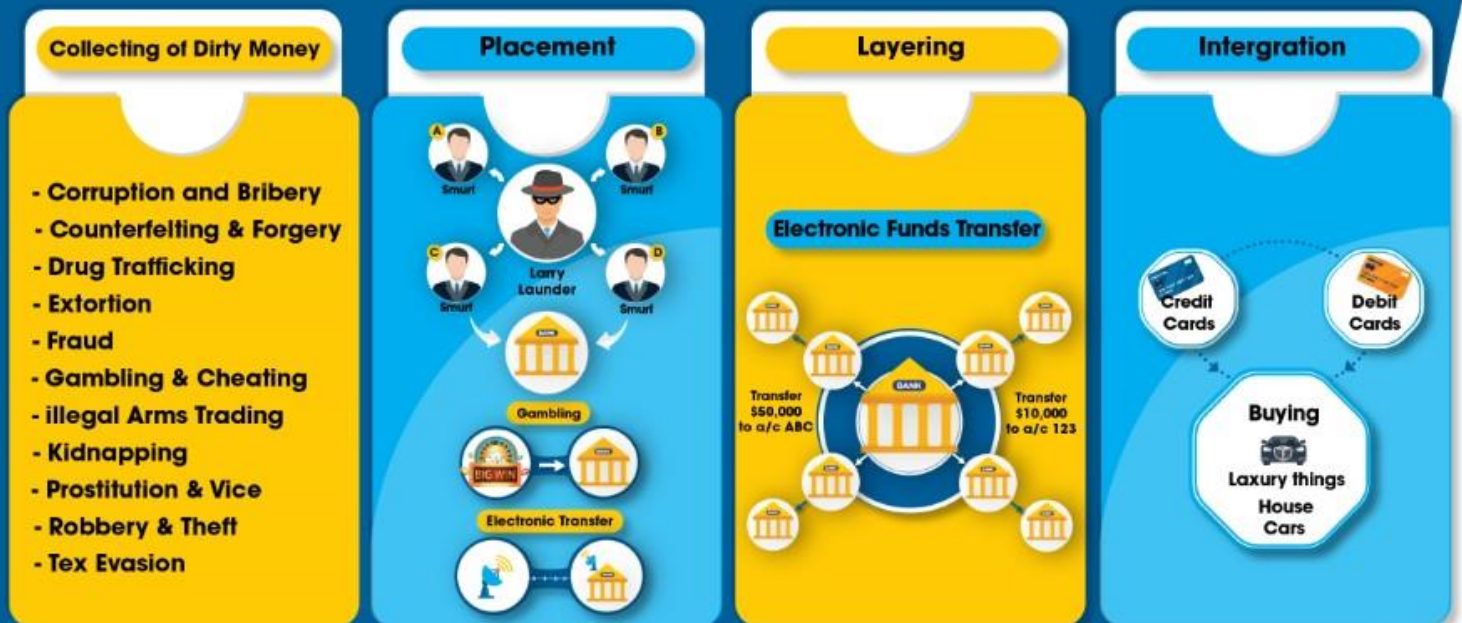 Collecting of Dirty Money
- Corruption and Bribery
- Counterfelting & Forgery
- Drug Trafficking
- Extortion
- Fraud
- Gambling & Cheating
- illegal Arms Trading
- Kidnapping
- Prostitution & Vice
- Robbery & Theft
- Tex Evasion
Placement
A
B
Smurf
Smurf
C
D
Larry
Launder
Smurf
Smurf
BANK
Gambling
BIG WIN
BANK
Electronic Transfer
Layering
Electronic Funds Transfer
BANK
Transfer
$50,000
to a/c ABC
Transfer
$10,000
to a/c 123
Intergration
Credit
Cards
Debit
Cards
Buying
Laxury things
House
Cars